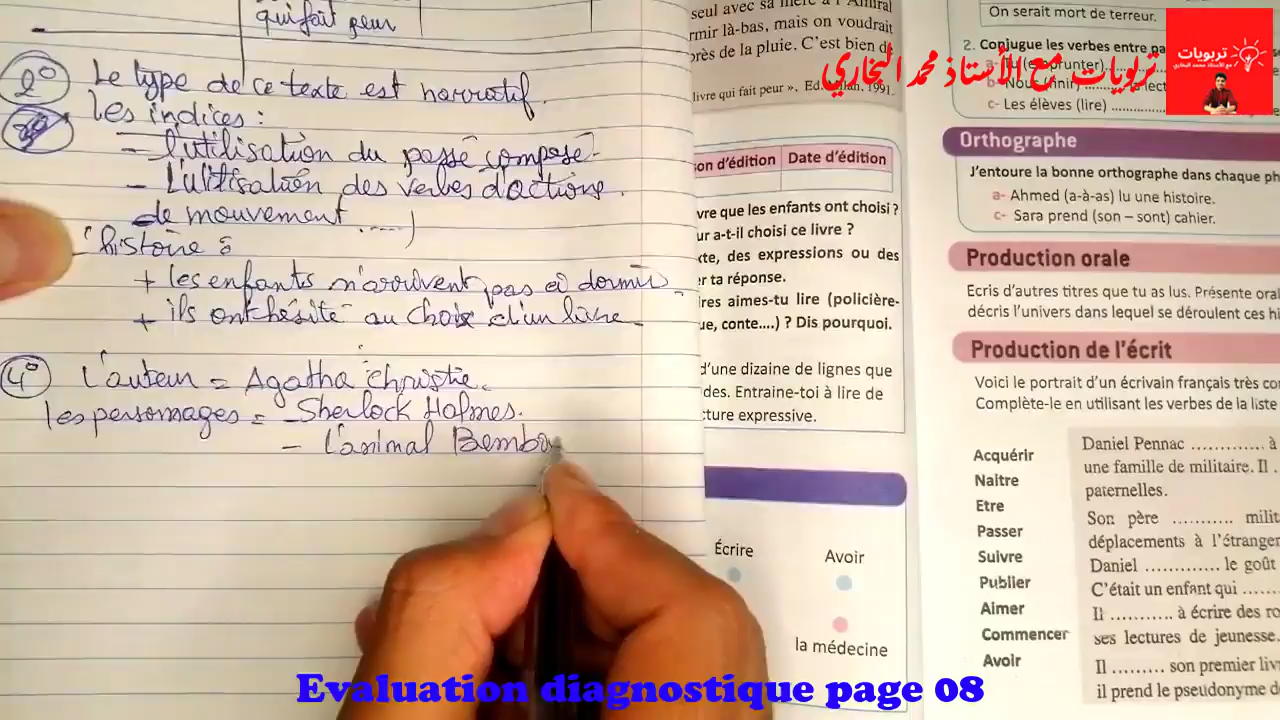 qui fait peur
2° Le type de ce texte est narratif.
Les indices :
- l'utilisation du passé composé.
- L'utilisation des verbes d'actions.
de mouvement ....)
histoire :
+ les enfants n'arrivent pas à dormir.
+ ils ont hésité au choix d'un livre.
4° L'auteur = Agatha Christie.
les personnages = - Sherlock Holmes.
- l'animal Bembo
seul avec sa mère à l'Amiral
rmir là-bas, mais on voudrait
près de la pluie. C'est bien d
livre qui fait peur ». Ed. 1991.
son d'édition Date d'édition
vre que les enfants ont choisi ?
ur a-t-il choisi ce livre ?
xte, des expressions ou des
er ta réponse.
ires aimes-tu lire (policière-
ue, conte....) ? Dis pourquoi.
d'une dizaine de lignes que
des. Entraine-toi à lire de
cture expressive.
Écrire Avoir
la médecine
On serait mort de terreur.
2. Conjugue les verbes entre pa
(emprunter)
b- Nous (finir) la lect
c- Les élèves (lire) ..............
تربويات مع الأستاذ محمد البخاري
تربويات
مع الأستاذ محمد البخاري
Orthographe
J'entoure la bonne orthographe dans chaque ph
a- Ahmed (a-à-as) lu une histoire.
c- Sara prend (son – sont) cahier.
Production orale
Ecris d'autres titres que tu as lus. Présente oral
décris l'univers dans lequel se déroulent ces hi
Production de l'écrit
Voici le portrait d'un écrivain français très co
Complète-le en utilisant les verbes de la liste
Acquérir
Naitre
Etre
Passer
Suivre
Publier
Aimer
Commencer
Avoir
Daniel Pennac ............ à
une famille de militaire. Il .
paternelles.
Son père ........... milit
déplacements à l'étranger
Daniel ............. le goût
C'était un enfant qui ......
Il .......... à écrire des ro
ses lectures de jeunesse.
Il ......... son premier livr
il prend le pseudonyme d
Evaluation diagnostique page 08